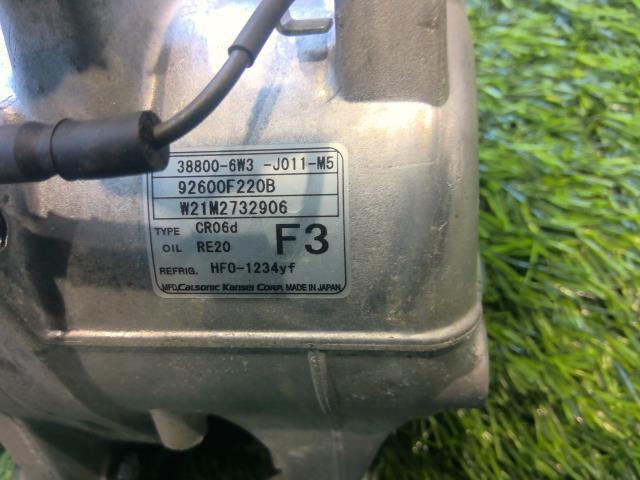 38800-6W3 -J011-M5
92600F220B
W21M2732906
TYPE CR06d
OIL RE20 F3
REFRIG. HFO-1234yf
MFD.Calsonic Kansei Corp. MADE IN JAPAN